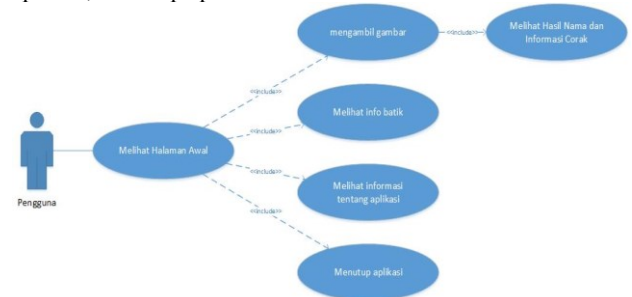 mengambil gambar
<<include>>
Melihat Hasil Nama dan
Informasi Corak
<<include>>
Melihat info batik
<<include>>
Melihat Halaman Awal
<<include>>
Melihat informasi
tentang aplikasi
Pengguna
<<include>>
Menutup aplikasi